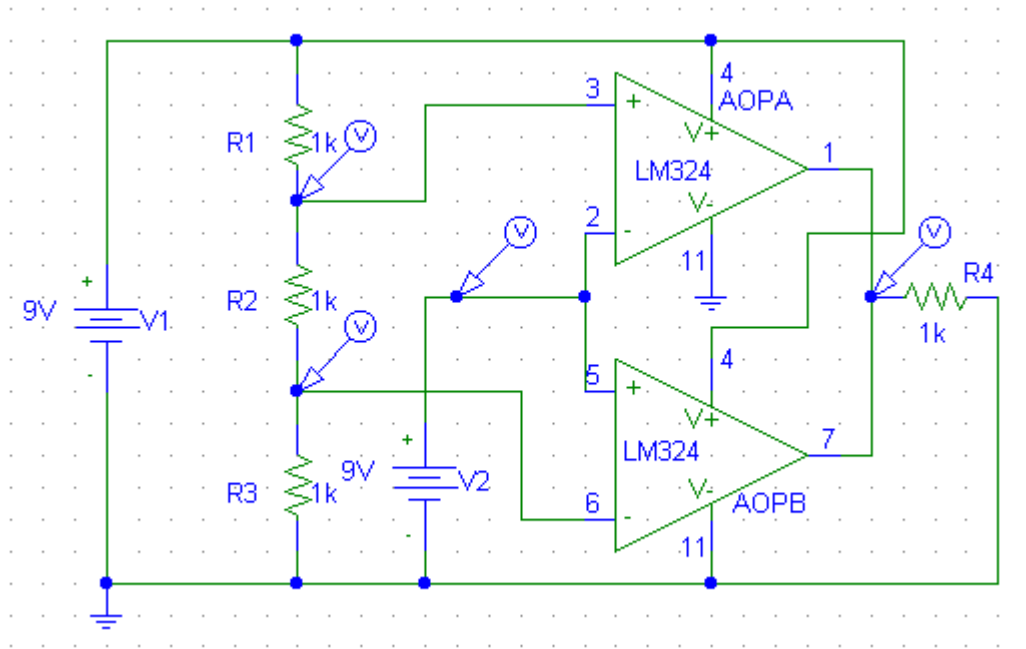 4
AOPA
3
+
V+
R1
1k
V
LM324
1
2
V-
-
V
V
11
+
R2
1k
R4
9V
V1
V
1k
4
-
5
+
V+
+
LM324
7
9V
V2
R3
1k
V-
6
-
AOPB
-
11